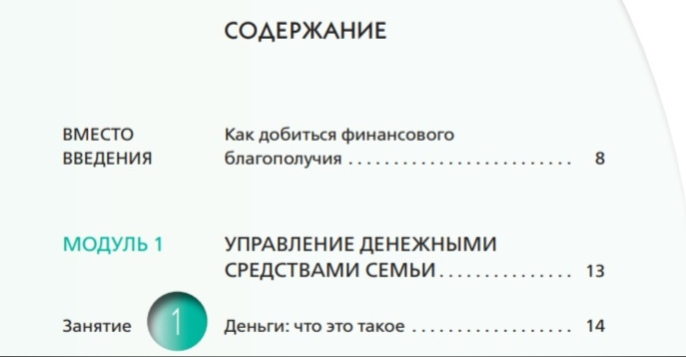 СОДЕРЖАНИЕ
ВМЕСТО ВВЕДЕНИЯ
Как добиться финансового
благополучия . . . . . . . . . . . . . . . . . . . . . . . . 8
МОДУЛЬ 1 УПРАВЛЕНИЕ ДЕНЕЖНЫМИ
СРЕДСТВАМИ СЕМЬИ. . . . . . . . . . . . . . 13
Занятие 1 Деньги: что это такое . . . . . . . . . . . . . . . . . 14